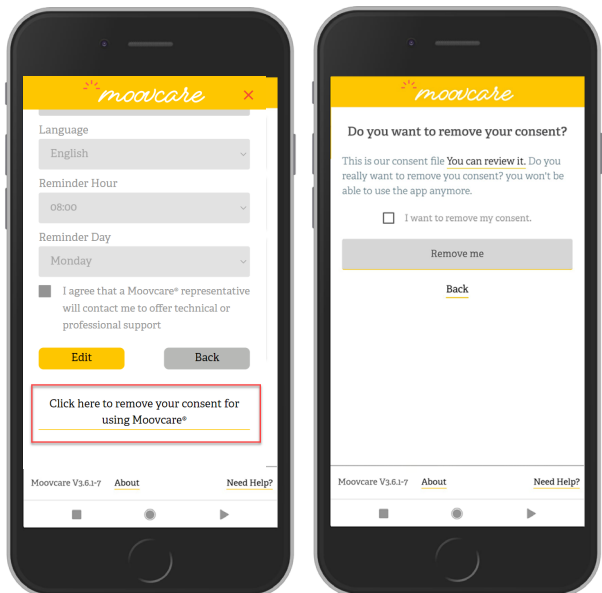 moovcare ×
Language
English
Reminder Hour
08:00
Reminder Day
Monday
I agree that a Moovcare® representative
will contact me to offer technical or
professional support
Edit Back
Click here to remove your consent for
using Moovcare®
Moovcare V3.6.1-7 About Need Help?
moovcare
Do you want to remove your consent?
This is our consent file You can review it. Do you
really want to remove you consent? you won't be
able to use the app anymore.
I want to remove my consent.
Remove me
Back
Moovcare V3.6.1-7 About Need Help?